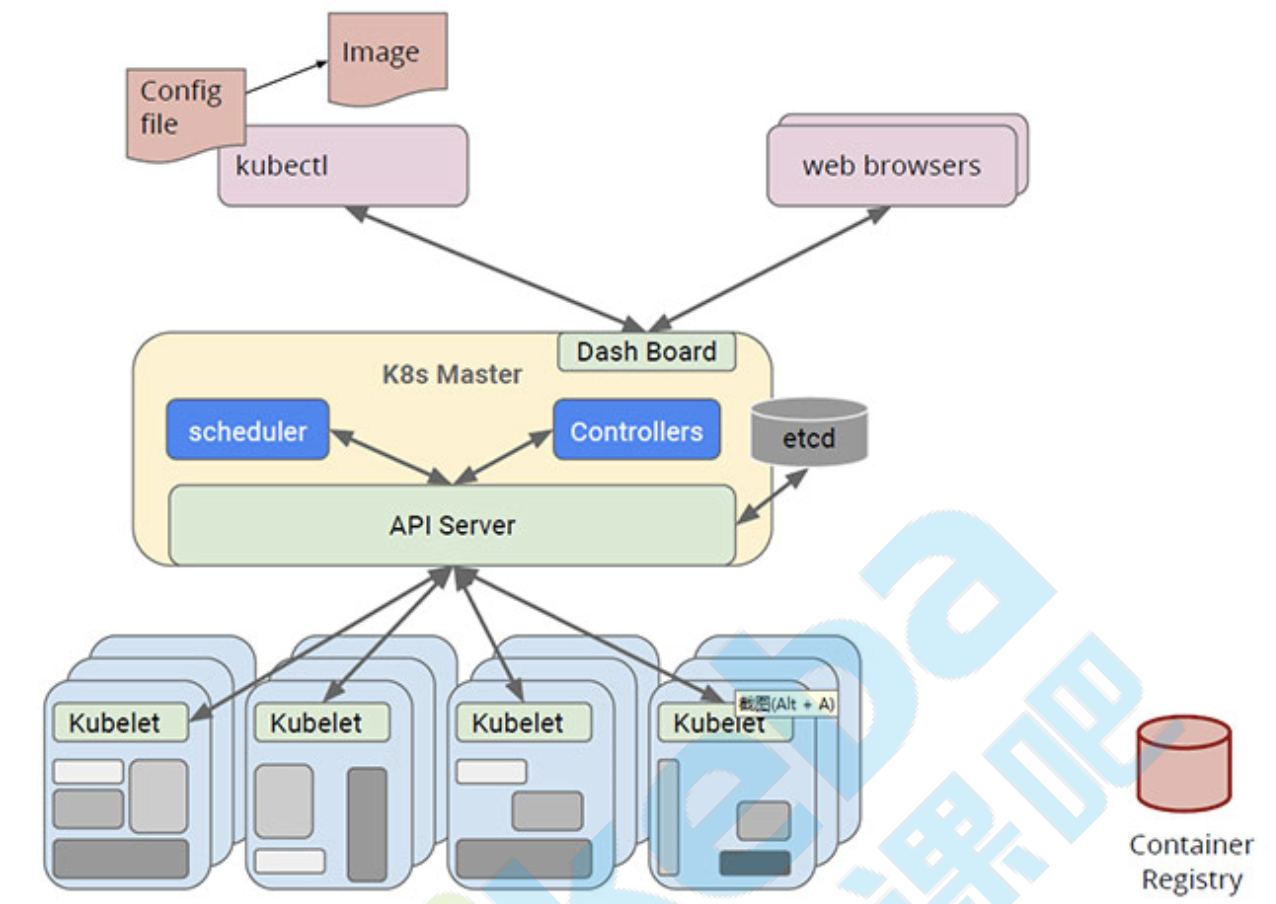 Image
Config
file
kubectl
web browsers
Dash Board
K8s Master
scheduler
Controllers
etcd
API Server
Kubelet
Kubelet
Kubelet
Kubelet
截图(Alt + A)
keba
课吧
Container
Registry